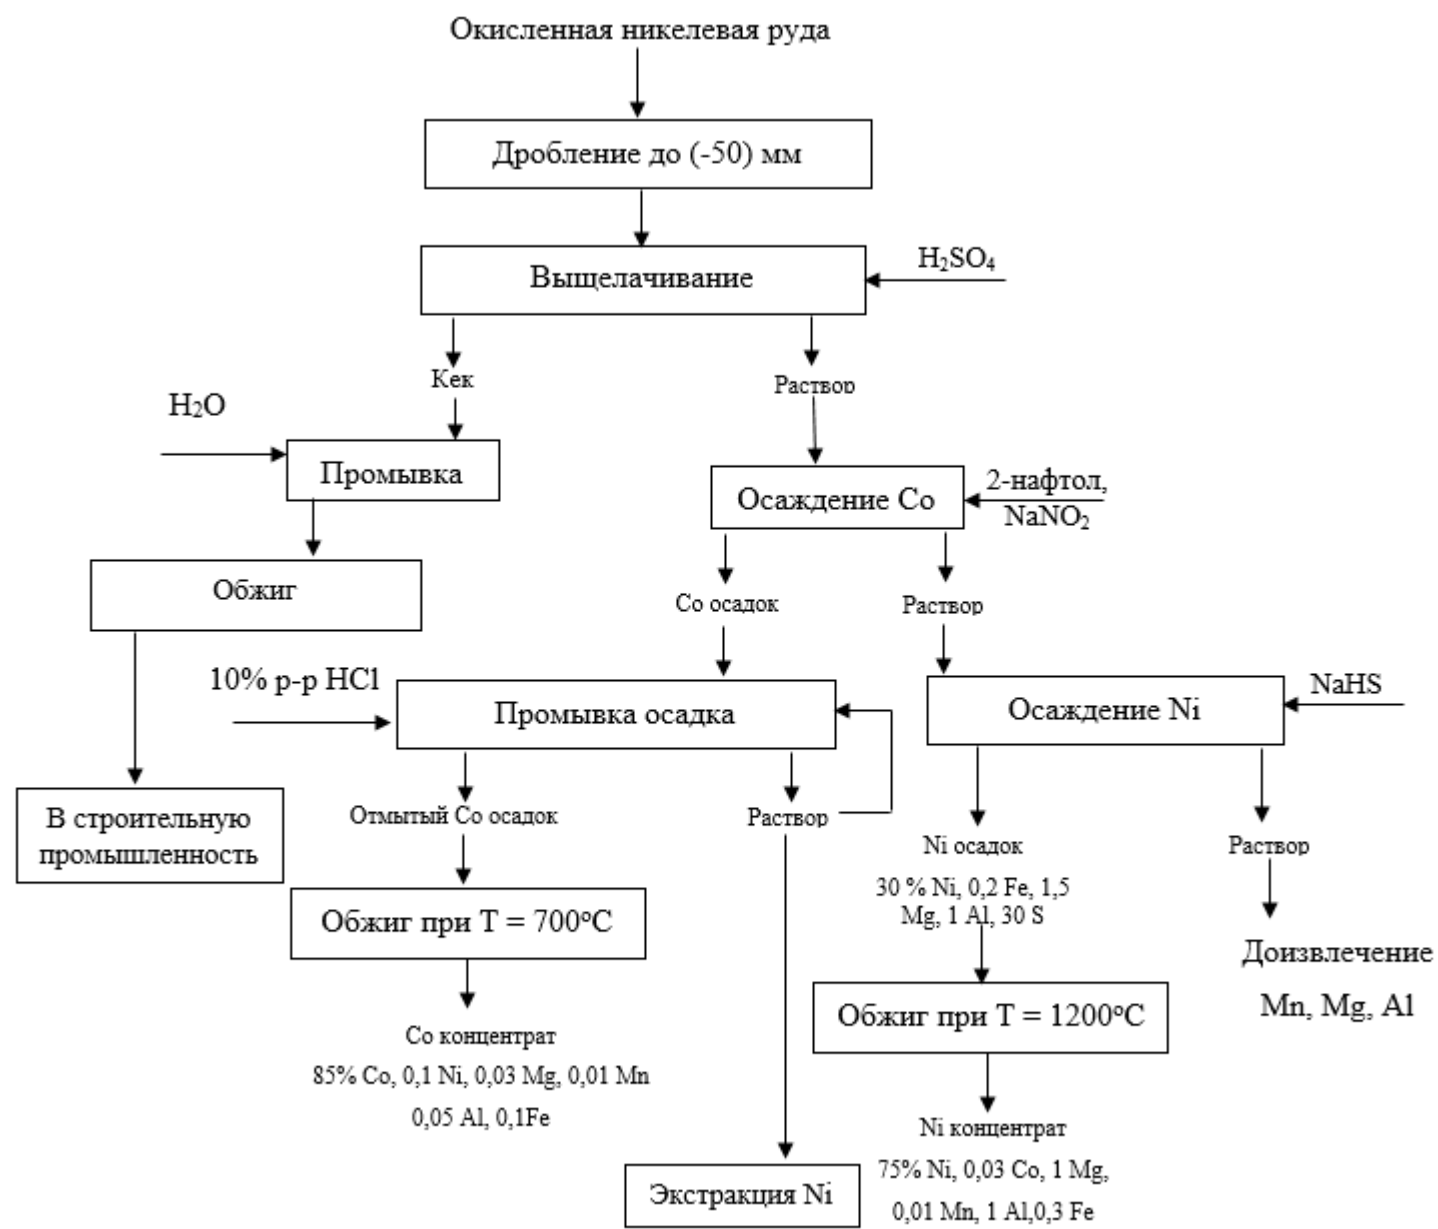 Окисленная никелевая руда
Дробление до (-50) мм
Выщелачивание
H₂SO₄
Кек
Раствор
H₂O
Промывка
Осаждение Co
2-нафтол,
NaNO₂
Обжиг
Co осадок
Раствор
10% р-р HCl
Промывка осадка
Осаждение Ni
NaHS
В строительную
промышленность
Отмытый Co осадок
Раствор
Ni осадок
30 % Ni, 0,2 Fe, 1,5
Mg, 1 Al, 30 S
Раствор
Обжиг при T = 700°C
Доизвлечение
Mn, Mg, Al
Обжиг при T = 1200°C
Co концентрат
85% Co, 0,1 Ni, 0,03 Mg, 0,01 Mn
0,05 Al, 0,1Fe
Ni концентрат
75% Ni, 0,03 Co, 1 Mg,
0,01 Mn, 1 Al,0,3 Fe
Экстракция Ni